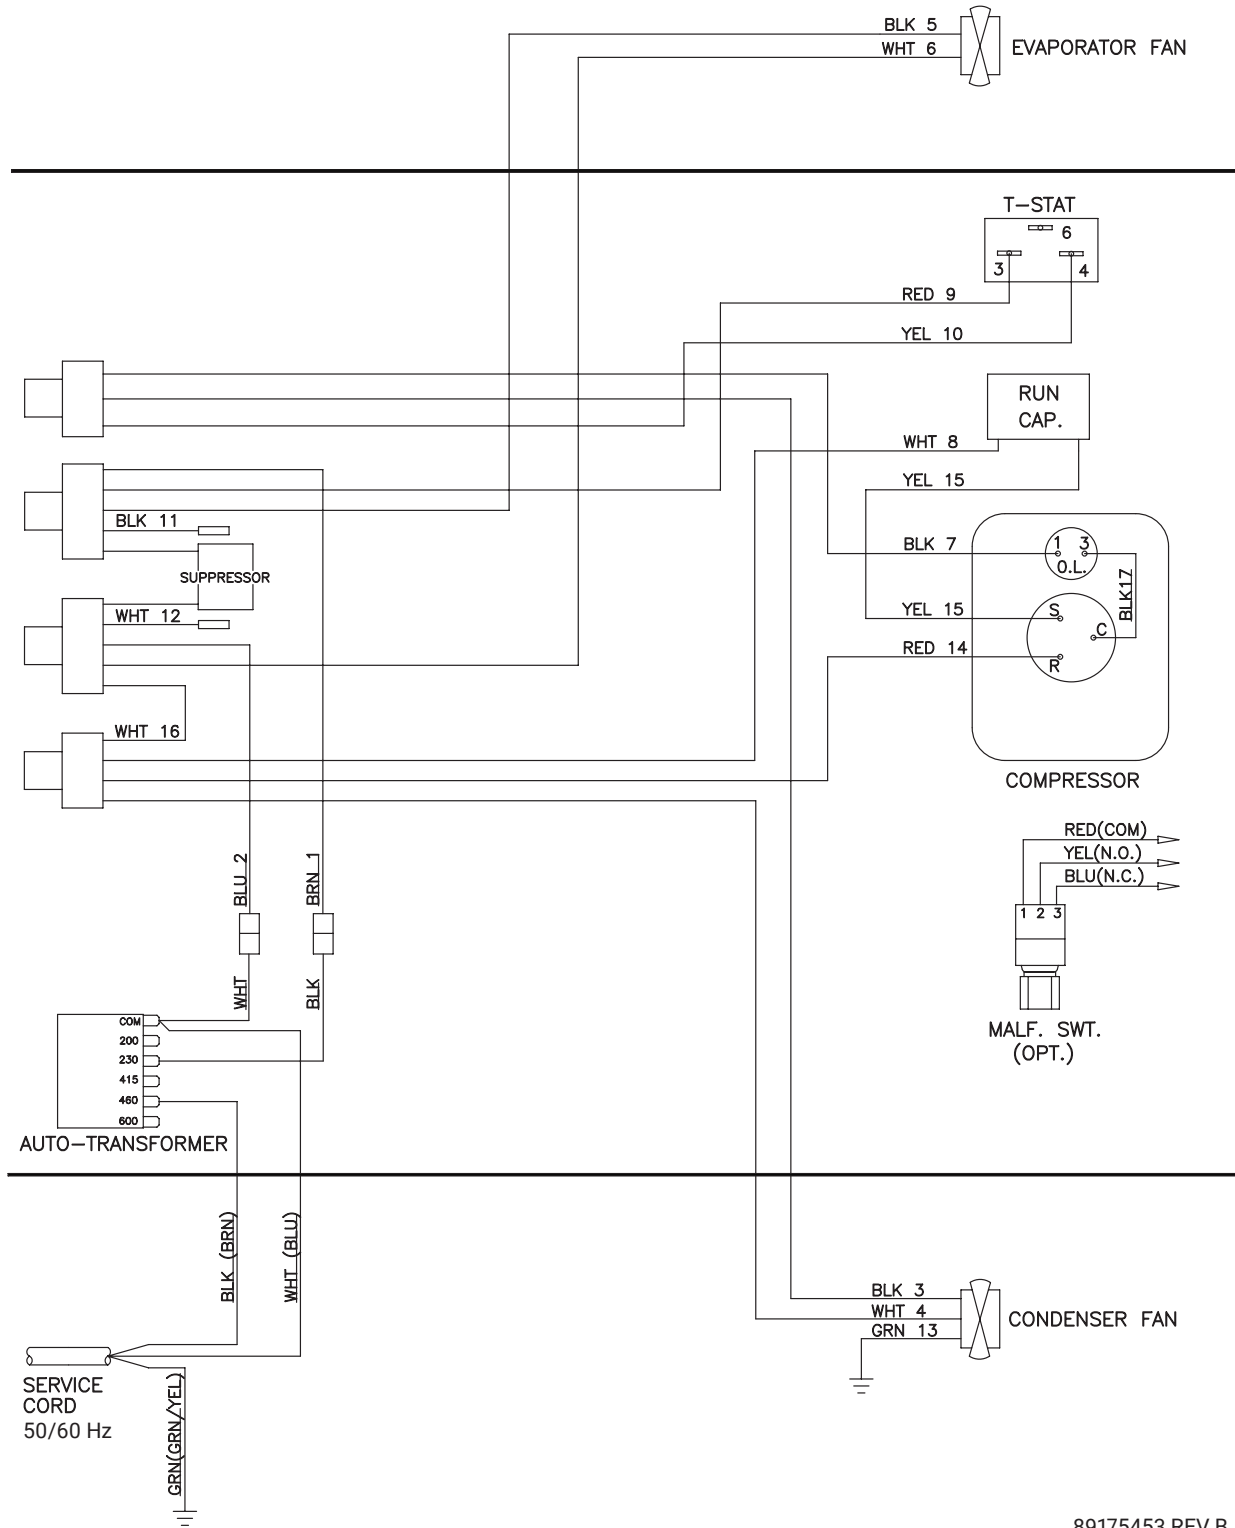 BLK 5
WHT 6
EVAPORATOR FAN
T-STAT
6
3
4
RED 9
YEL 10
RUN
CAP.
WHT 8
YEL 15
BLK 11
SUPPRESSOR
BLK 7
1 3
O.L.
BLK17
WHT 12
YEL 15
S
C
RED 14
R
WHT 16
COMPRESSOR
RED(COM)
YEL(N.O.)
BLU(N.C.)
1 2 3
MALF. SWT.
(OPT.)
BLU 2
BRN 1
WHT
BLK
COM
200
230
415
460
600
AUTO-TRANSFORMER
BLK (BRN)
WHT (BLU)
BLK 3
WHT 4
GRN 13
CONDENSER FAN
SERVICE
CORD
50/60 Hz
GRN(GRN/YEL)
89175453 REV B